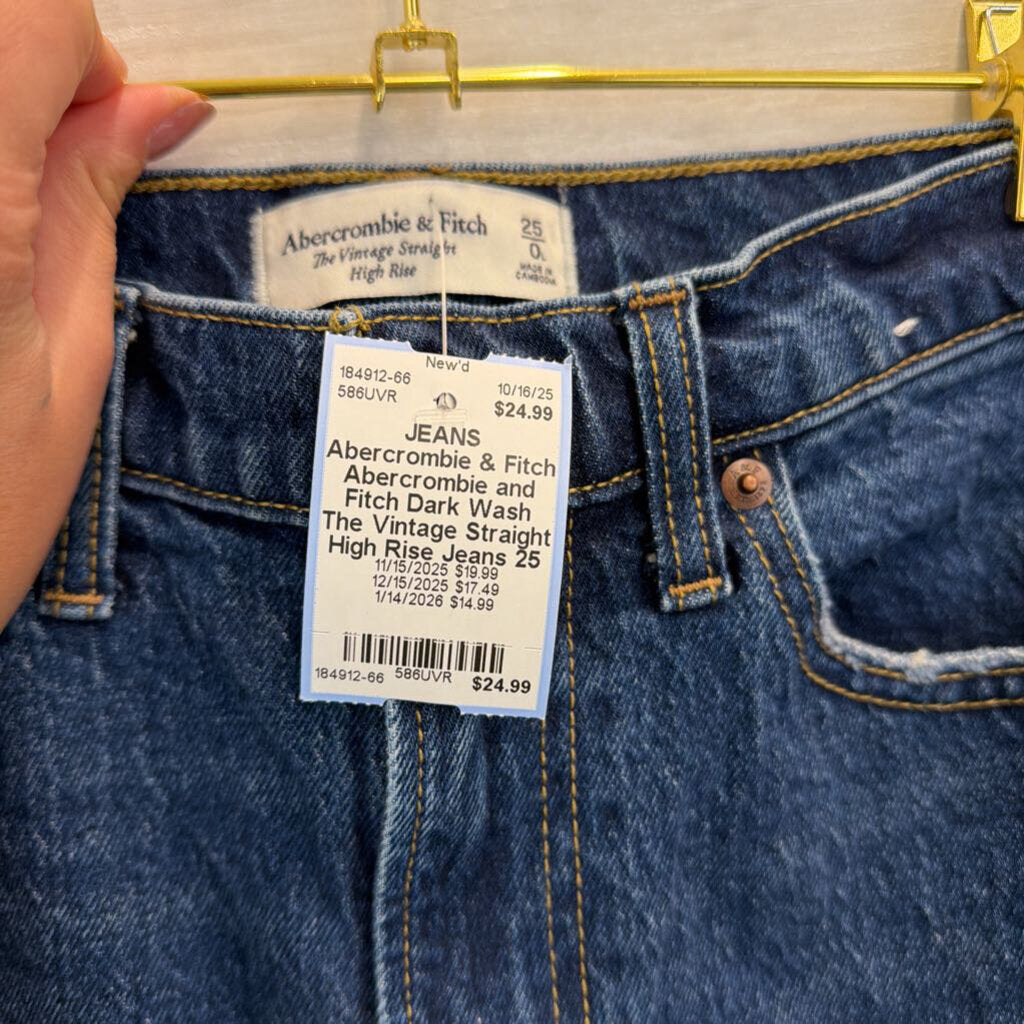 Abercrombie & Fitch
The Vintage Straight
High Rise
25
0
MADE IN
CAMBODIA
New'd
184912-66
586UVR
10/16/25
$24.99
JEANS
Abercrombie & Fitch
Abercrombie and
Fitch Dark Wash
The Vintage Straight
High Rise Jeans 25
11/15/2025 $19.99
12/15/2025 $17.49
1/14/2026 $14.99
184912-66 586UVR $24.99